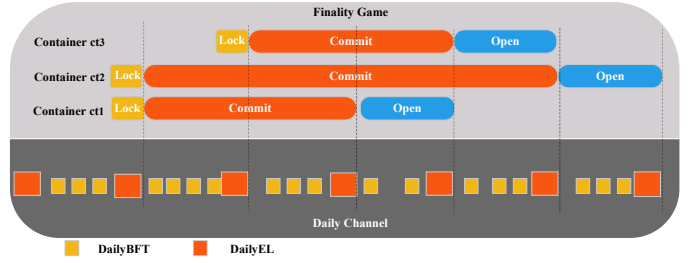 Finality Game
Container ct3 Lock Commit Open
Container ct2 Lock Commit Open
Container ct1 Lock Commit Open
Daily Channel
DailyBFT DailyEL